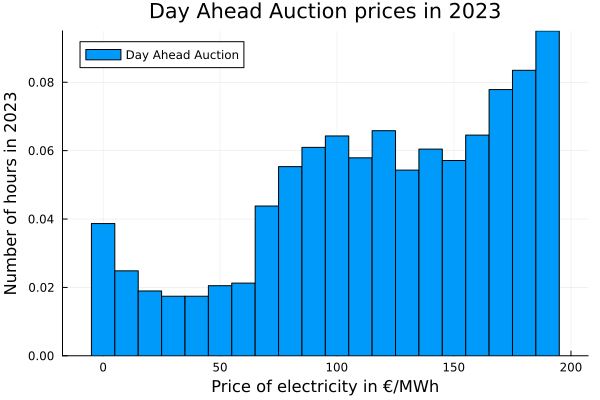 Day Ahead Auction prices in 2023
Day Ahead Auction
Number of hours in 2023
0.08
0.06
0.04
0.02
0.00
0 50 100 150 200
Price of electricity in €/MWh